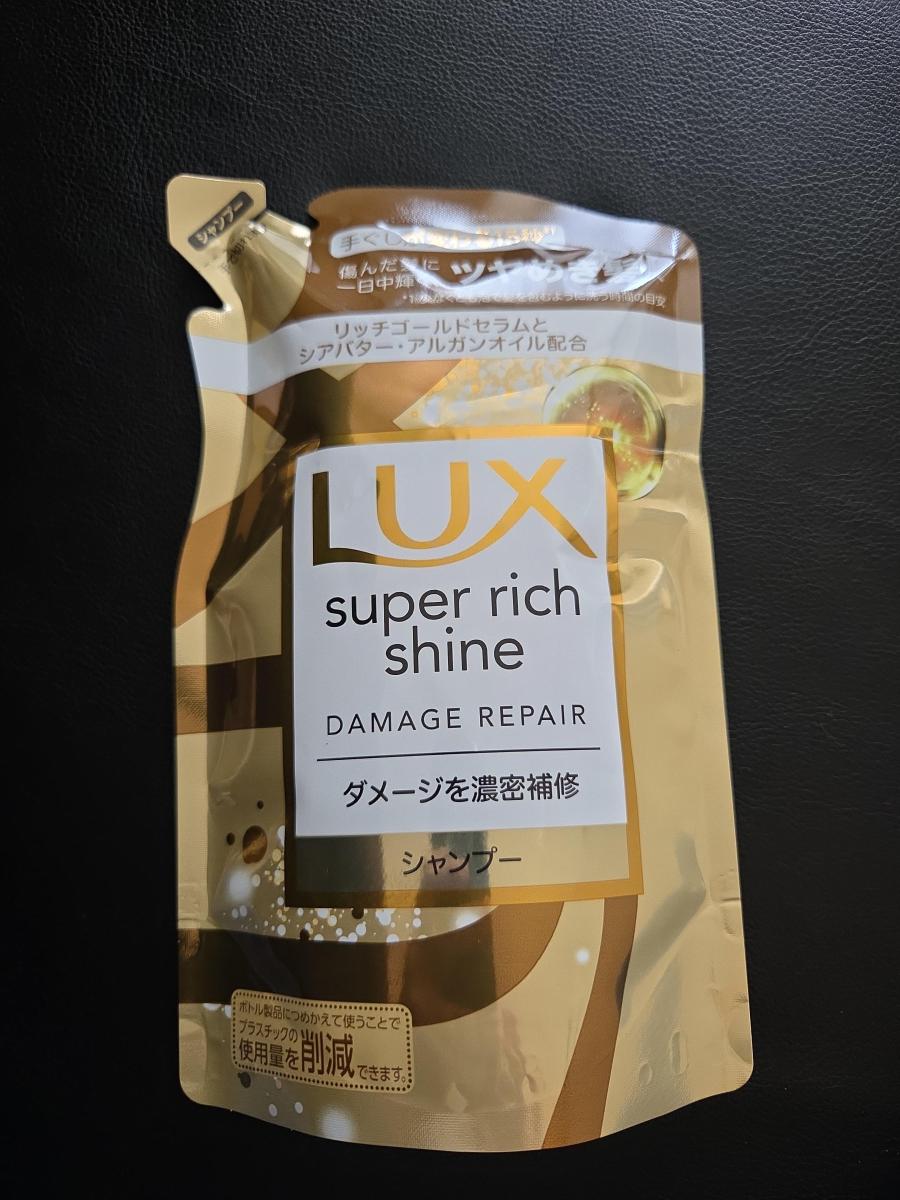 シャンプー
手ぐし
傷んだ髪に
ツヤめき
一日中輝
リッチゴールドセラムと
シアバター・アルガンオイル配合
LUX
super rich
shine
DAMAGE REPAIR
ダメージを濃密補修
シャンプー
ボトル製品につめかえて使うことで
プラスチックの
使用量を削減できます。